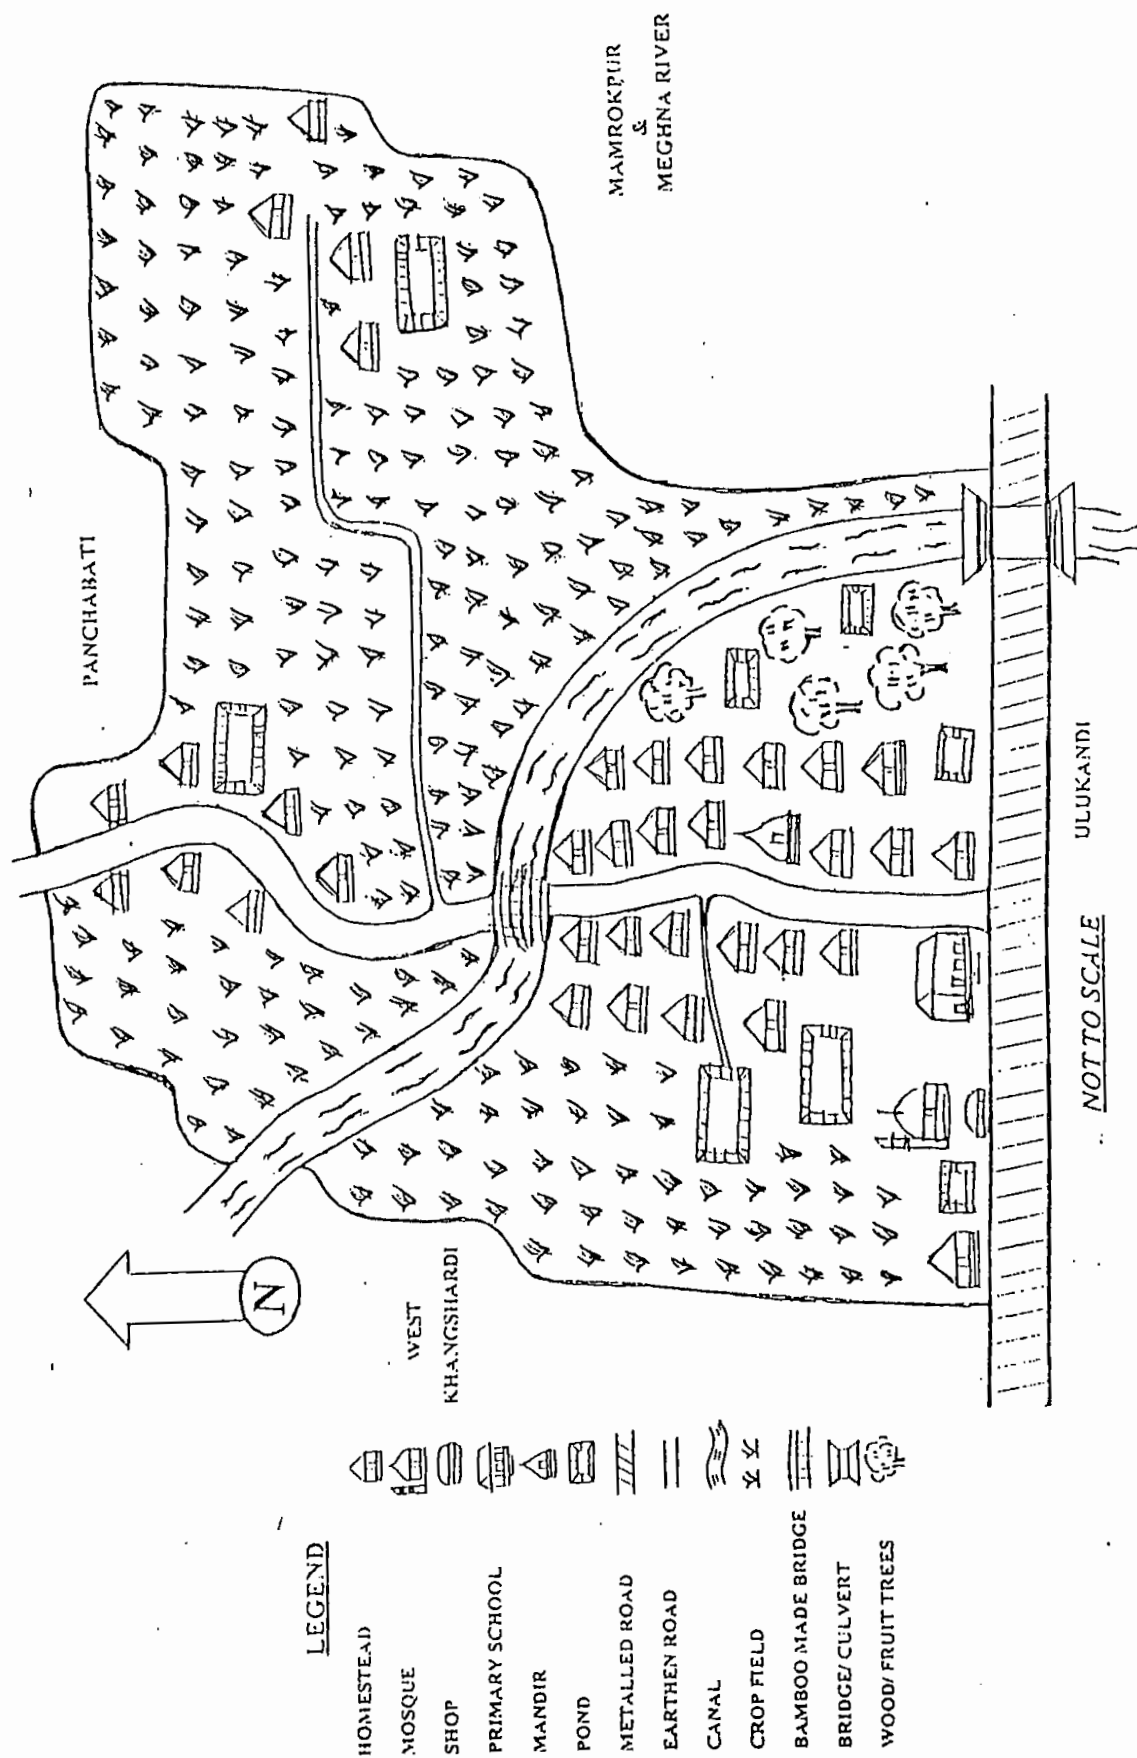 PANCHABATI
MAMROKPUR
&
MEGHNA RIVER
N
WEST
KHANGSHARDI
ULUKANDI
NOT TO SCALE
LEGEND
HOMESTEAD
MOSQUE
SHOP
PRIMARY SCHOOL
MANDIR
POND
METALLED ROAD
EARTHEN ROAD
CANAL
CROP FIELD
BAMBOO MADE BRIDGE
BRIDGE/ CULVERT
WOOD/ FRUIT TREES